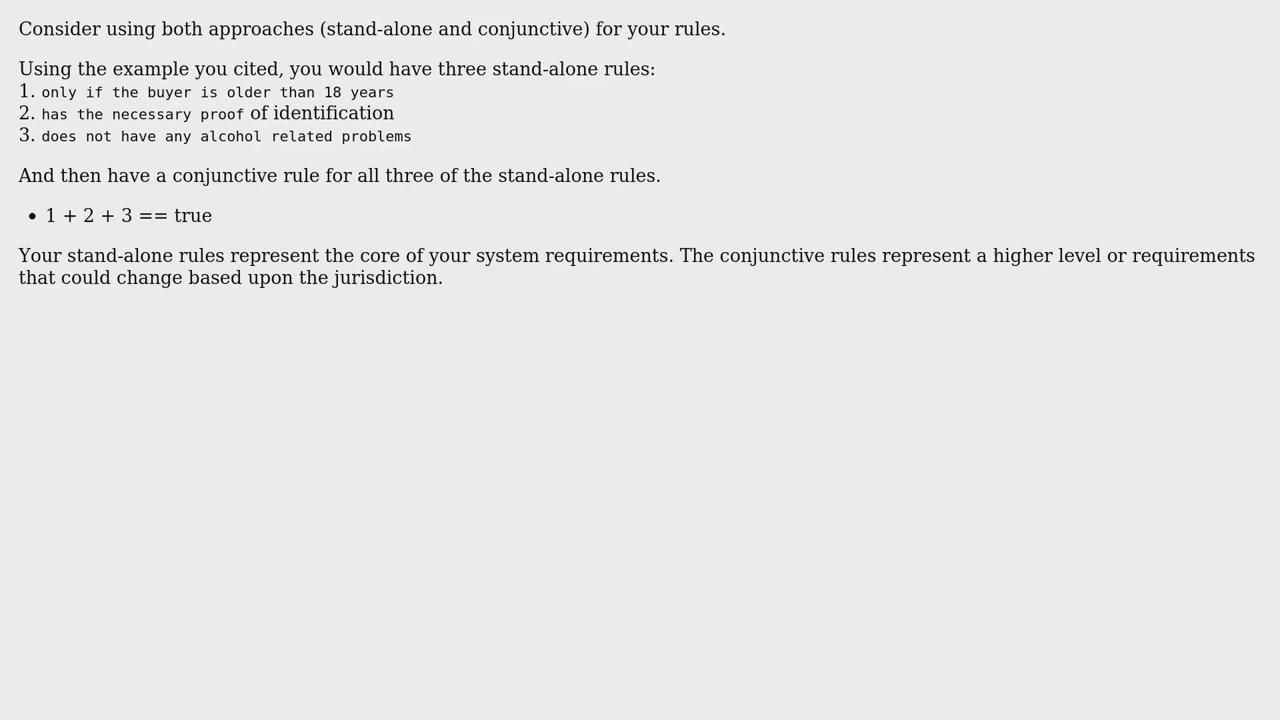 Consider using both approaches (stand-alone and conjunctive) for your rules.
Using the example you cited, you would have three stand-alone rules:
1. only if the buyer is older than 18 years
2. has the necessary proof of identification
3. does not have any alcohol related problems
And then have a conjunctive rule for all three of the stand-alone rules.
• 1 + 2 + 3 == true
Your stand-alone rules represent the core of your system requirements. The conjunctive rules represent a higher level or requirements
that could change based upon the jurisdiction.